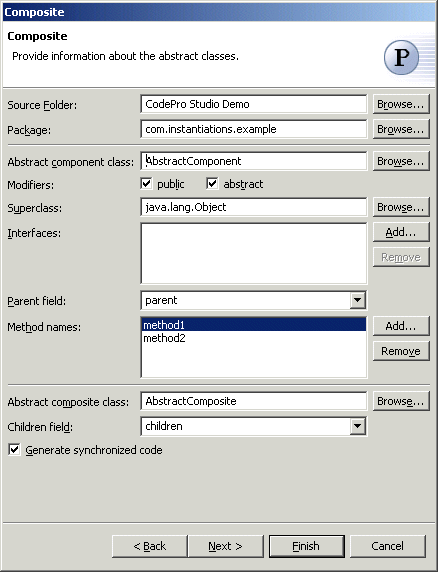 Composite
Composite
Provide information about the abstract classes.
P
Source Folder: CodePro Studio Demo Browse...
Package: com.instantiations.example Browse...
Abstract component class: AbstractComponent Browse...
Modifiers: public abstract
Superclass: java.lang.Object Browse...
Interfaces: Add...
Remove
Parent field: parent
Method names: method1 Add...
method2
Remove
Abstract composite class: AbstractComposite Browse...
Children field: children
Generate synchronized code
< Back Next > Finish Cancel